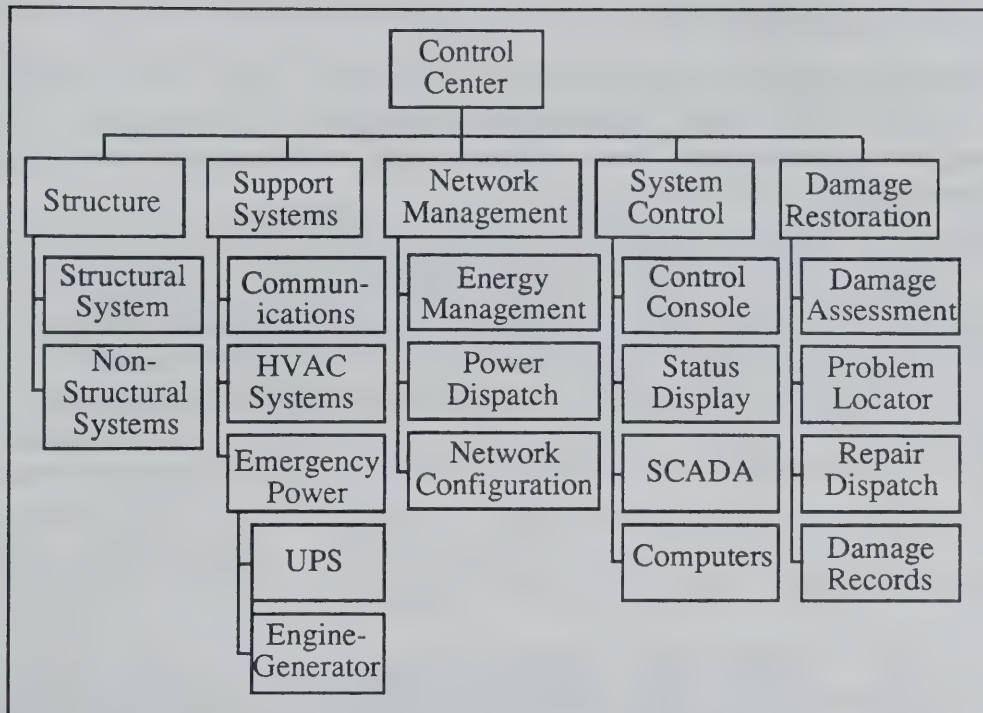 Control
Center
Structure
Support
Systems
Network
Management
System
Control
Damage
Restoration
Structural
System
Non-
Structural
Systems
Commun-
ications
HVAC
Systems
Emergency
Power
UPS
Engine-
Generator
Energy
Management
Power
Dispatch
Network
Configuration
Control
Console
Status
Display
SCADA
Computers
Damage
Assessment
Problem
Locator
Repair
Dispatch
Damage
Records